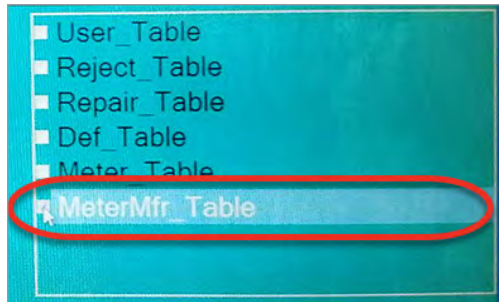 User_Table
Reject_Table
Repair_Table
Def_Table
Meter_Table
MeterMfr_Table